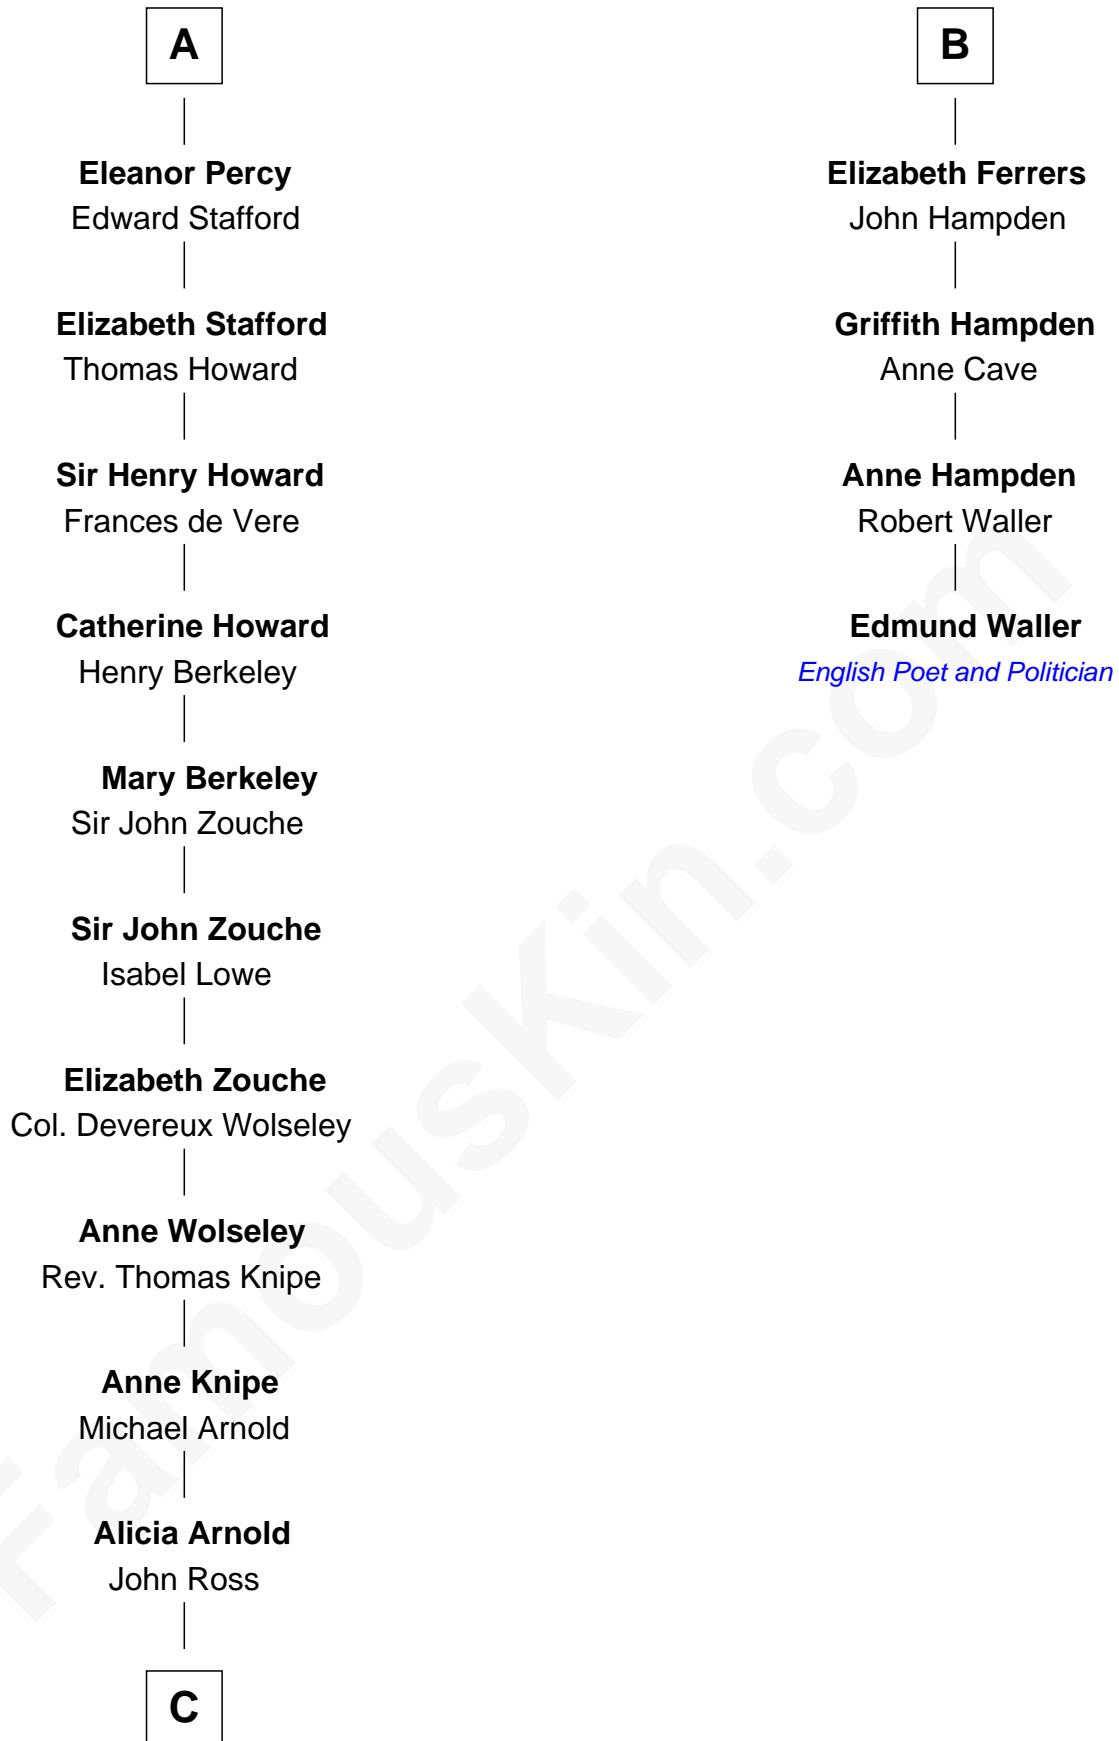 A
Eleanor Percy
Edward Stafford
Elizabeth Stafford
Thomas Howard
Sir Henry Howard
Frances de Vere
Catherine Howard
Henry Berkeley
Mary Berkeley
Sir John Zouche
Sir John Zouche
Isabel Lowe
Elizabeth Zouche
Col. Devereux Wolseley
Anne Wolseley
Rev. Thomas Knipe
Anne Knipe
Michael Arnold
Alicia Arnold
John Ross
C
B
Elizabeth Ferrers
John Hampden
Griffith Hampden
Anne Cave
Anne Hampden
Robert Waller
Edmund Waller
English Poet and Politician
FamousKin.com